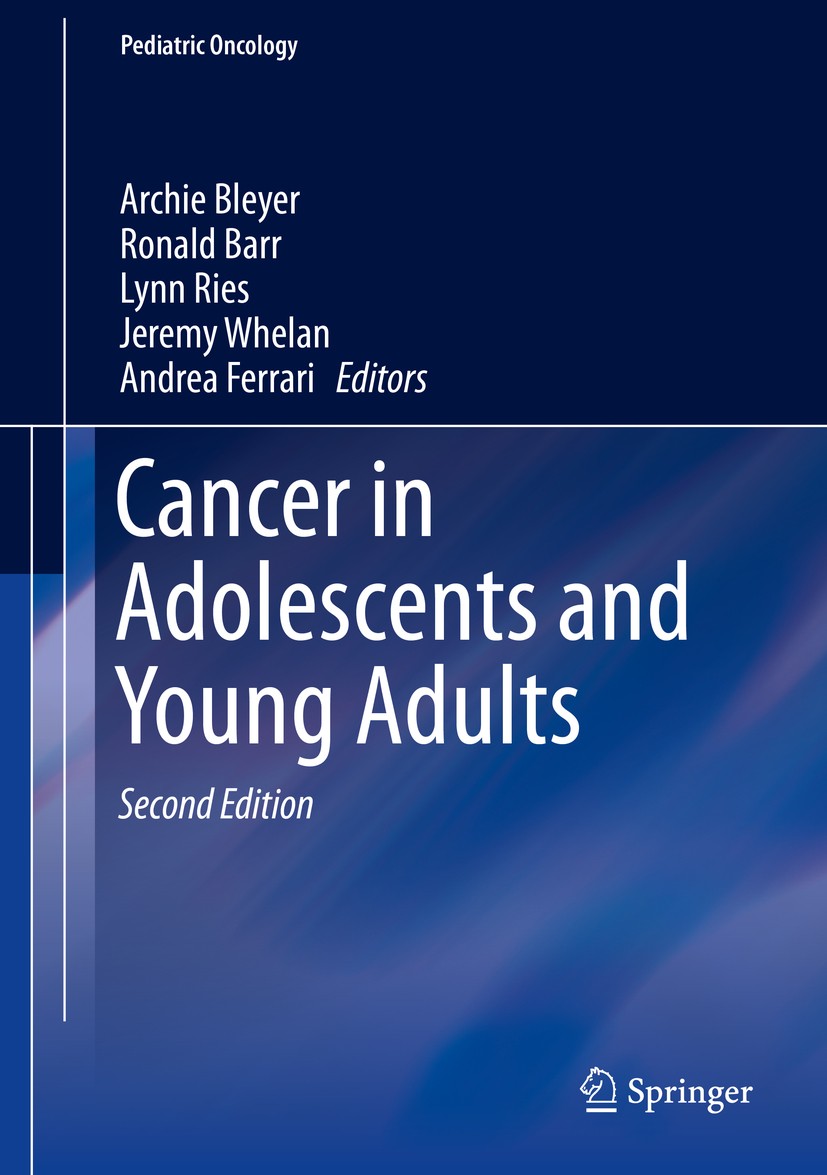 Pediatric Oncology
Archie Bleyer
Ronald Barr
Lynn Ries
Jeremy Whelan
Andrea Ferrari Editors
Cancer in
Adolescents and
Young Adults
Second Edition
Springer